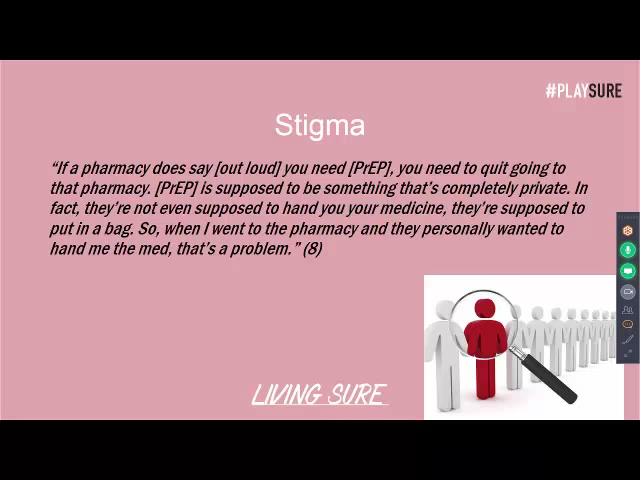 #PLAYSURE
Stigma
“If a pharmacy does say [out loud] you need [PrEP], you need to quit going to
that pharmacy. [PrEP] is supposed to be something that’s completely private. In
fact, they’re not even supposed to hand you your medicine, they’re supposed to
put in a bag. So, when I went to the pharmacy and they personally wanted to
hand me the med, that’s a problem.” (8)
LIVING SURE